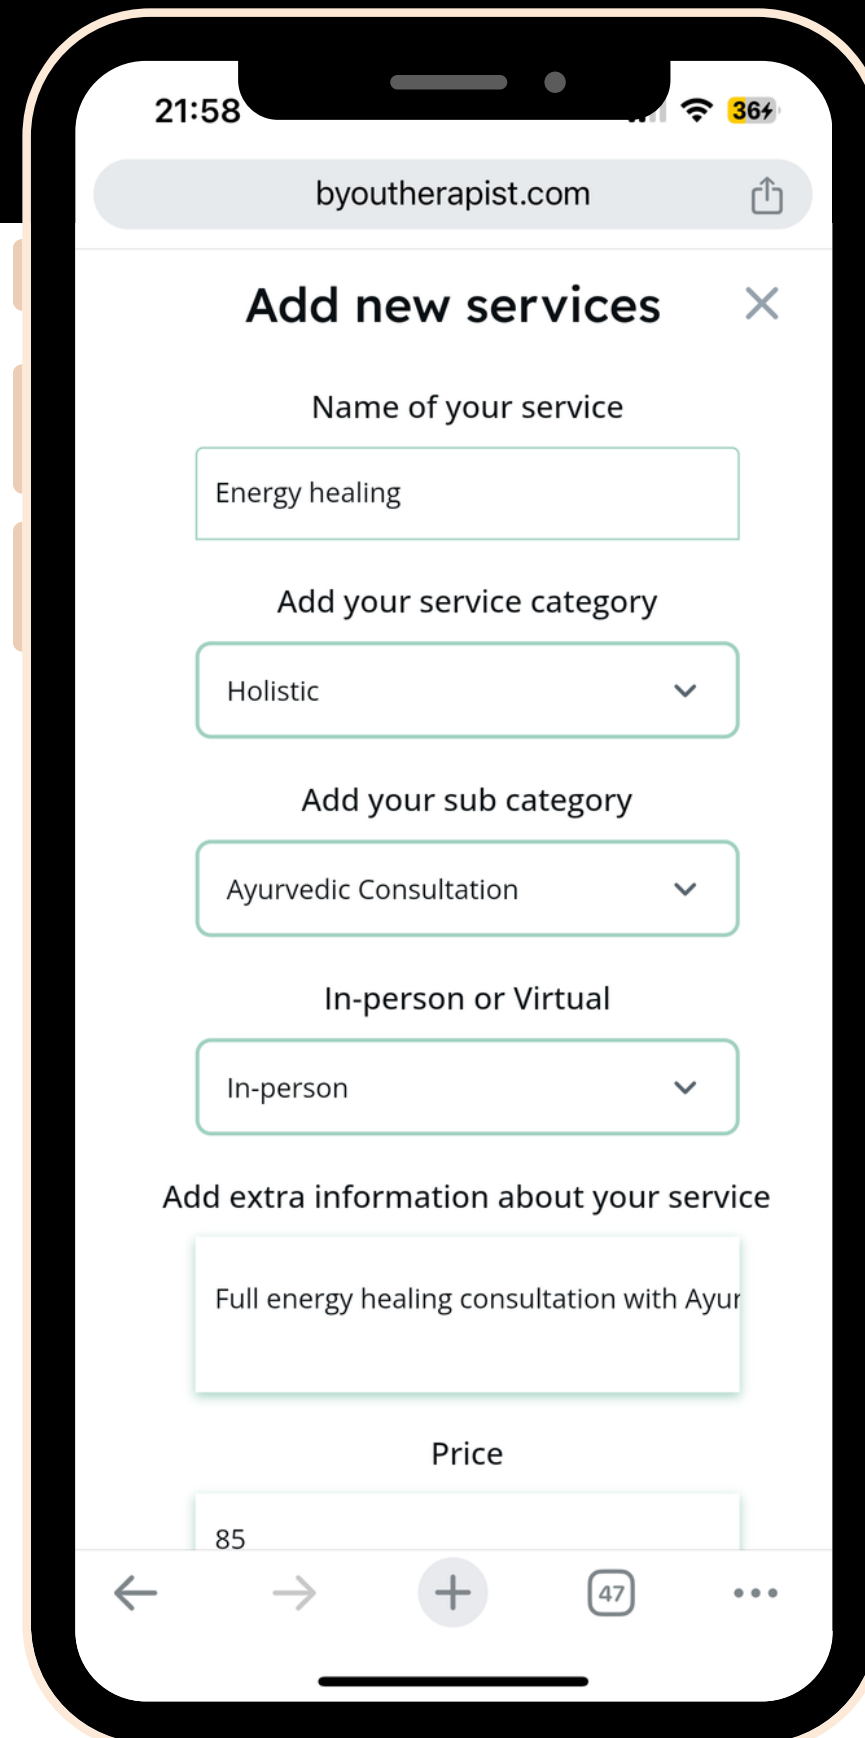 21:58
36
byoutherapist.com
Add new services
Name of your service
Energy healing
Add your service category
Holistic
Add your sub category
Ayurvedic Consultation
In-person or Virtual
In-person
Add extra information about your service
Full energy healing consultation with Ayur
Price
85
47